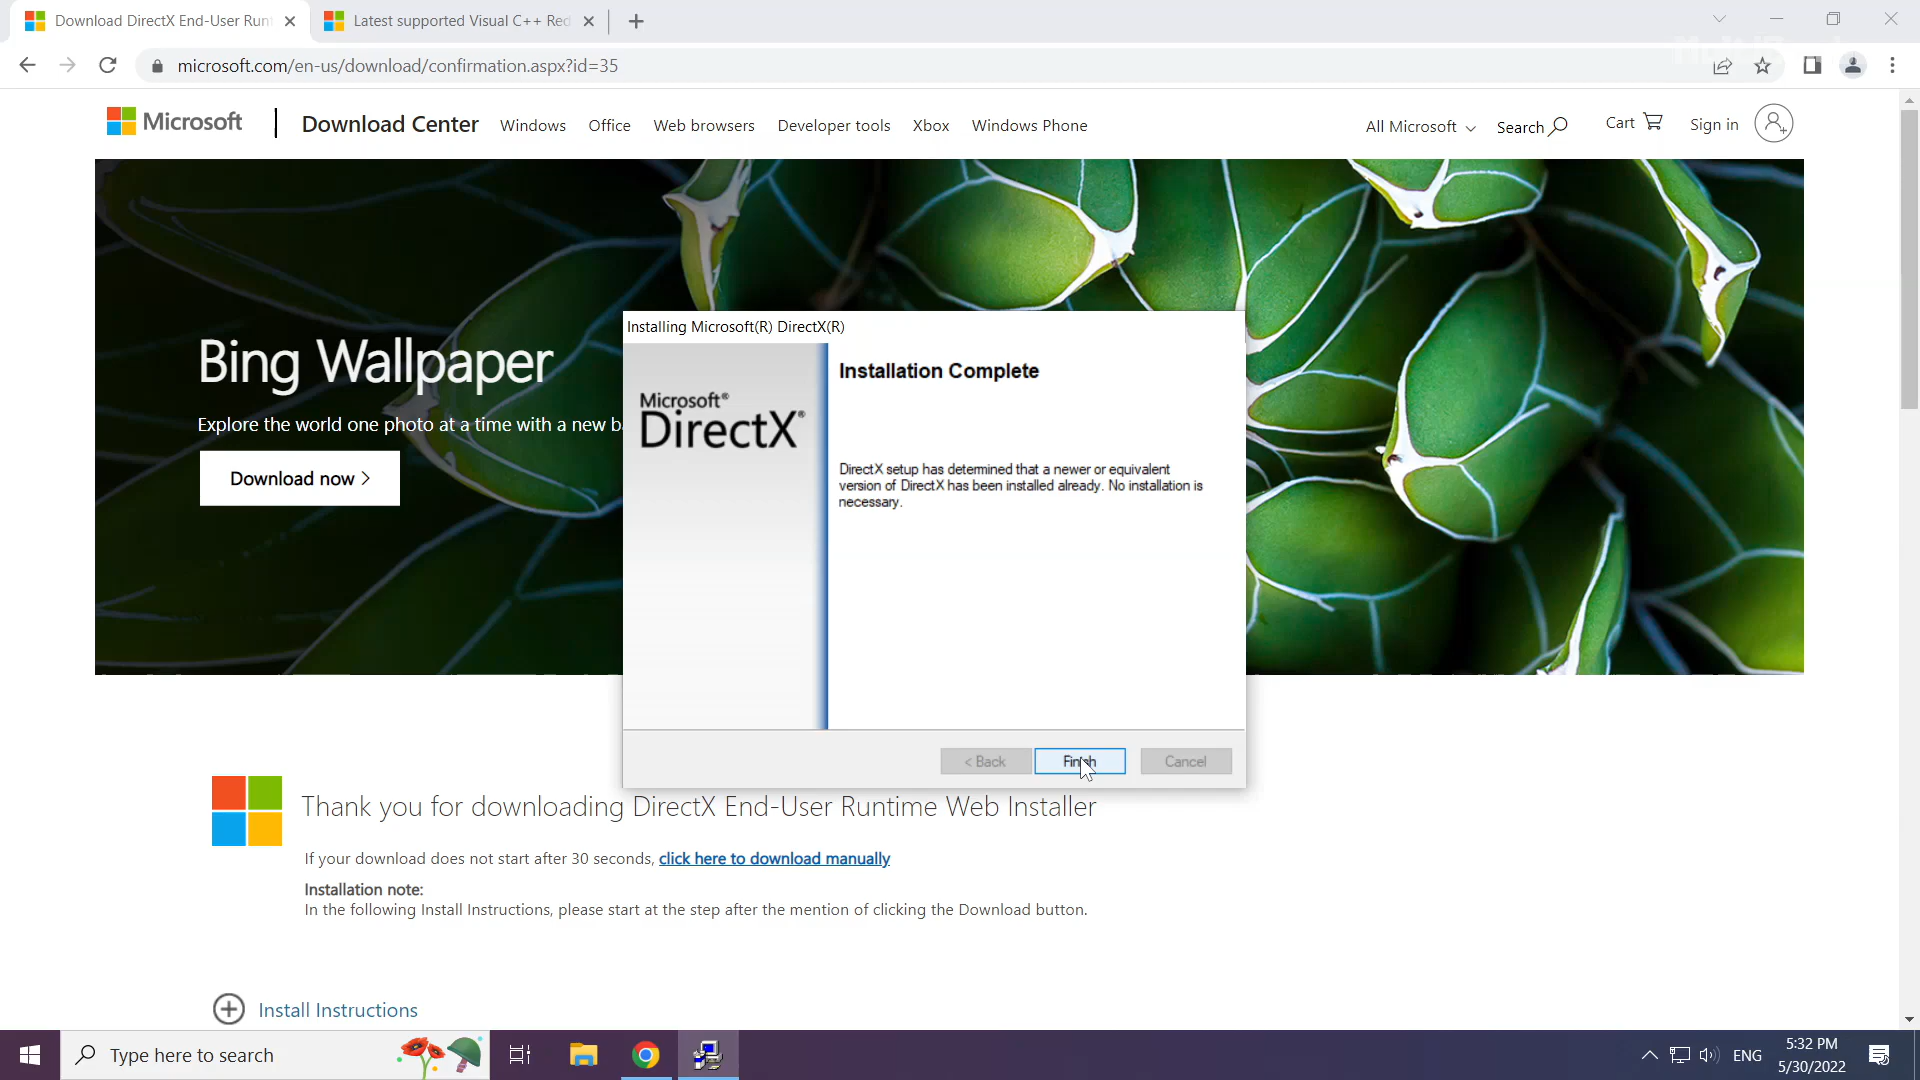 Download DirectX End-User Runt
Latest supported Visual C++ Red
microsoft.com/en-us/download/confirmation.aspx?id=35
Microsoft
Download Center
Windows
Office
Web browsers
Developer tools
Xbox
Windows Phone
All Microsoft
Search
Cart
Sign in
Bing Wallpaper
Explore the world one photo at a time with a new ba
Download now >
Installing Microsoft(R) DirectX(R)
Microsoft®
DirectX®
Installation Complete
DirectX setup has determined that a newer or equivalent
version of DirectX has been installed already. No installation is
necessary.
< Back
Finish
Cancel
Thank you for downloading DirectX End-User Runtime Web Installer
If your download does not start after 30 seconds, click here to download manually
Installation note:
In the following Install Instructions, please start at the step after the mention of clicking the Download button.
Install Instructions
Type here to search
ENG
5:32 PM
5/30/2022